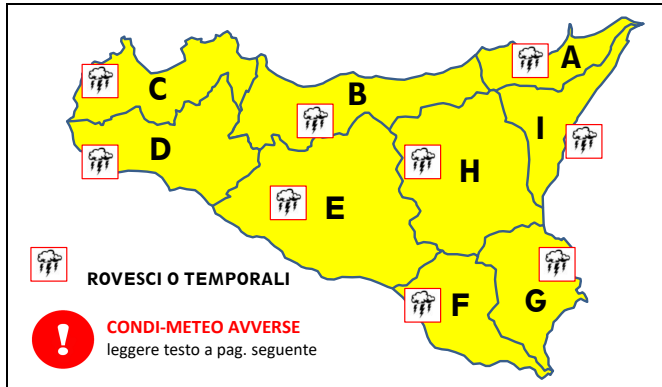 A
C
B
I
D
H
E
ROVESCI O TEMPORALI
F
G
!
CONDI-METEO AVVERSE
leggere testo a pag. seguente